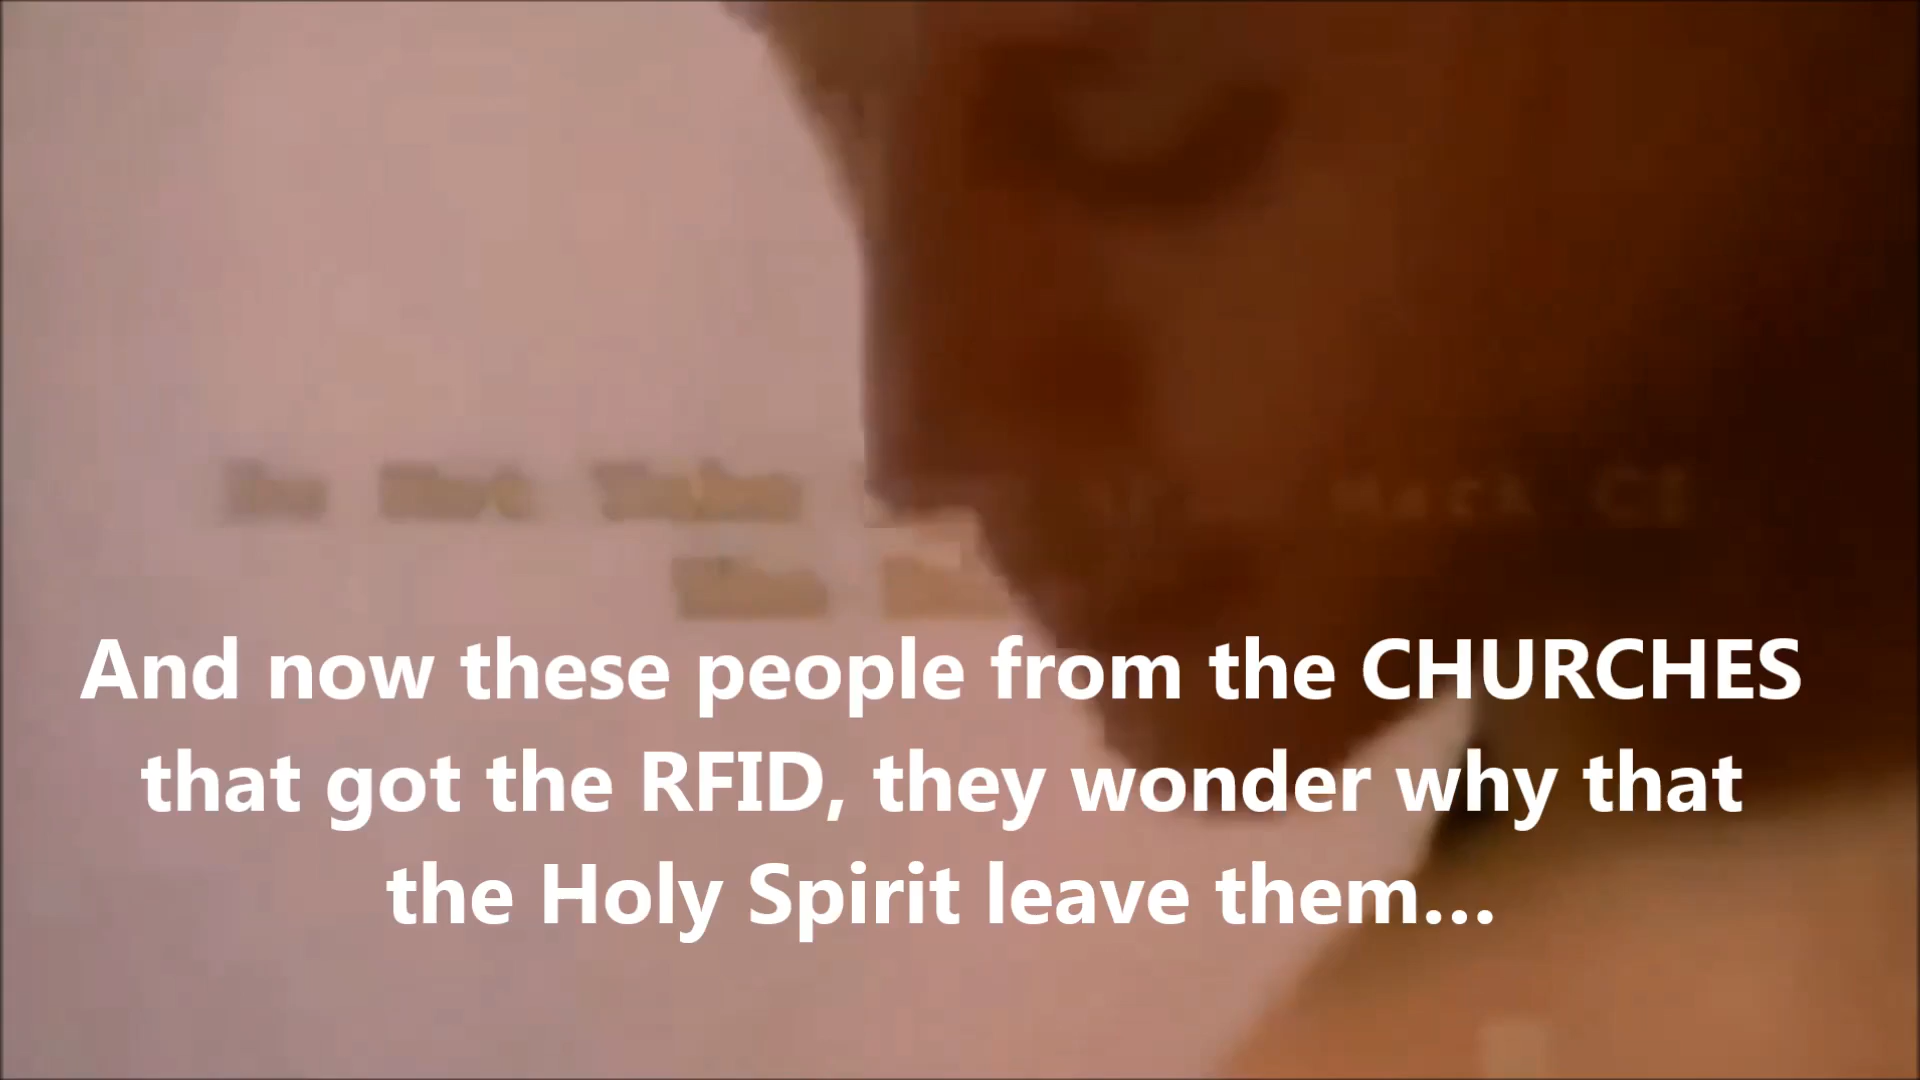 And now these people from the CHURCHES
that got the RFID, they wonder why that
the Holy Spirit leave them...